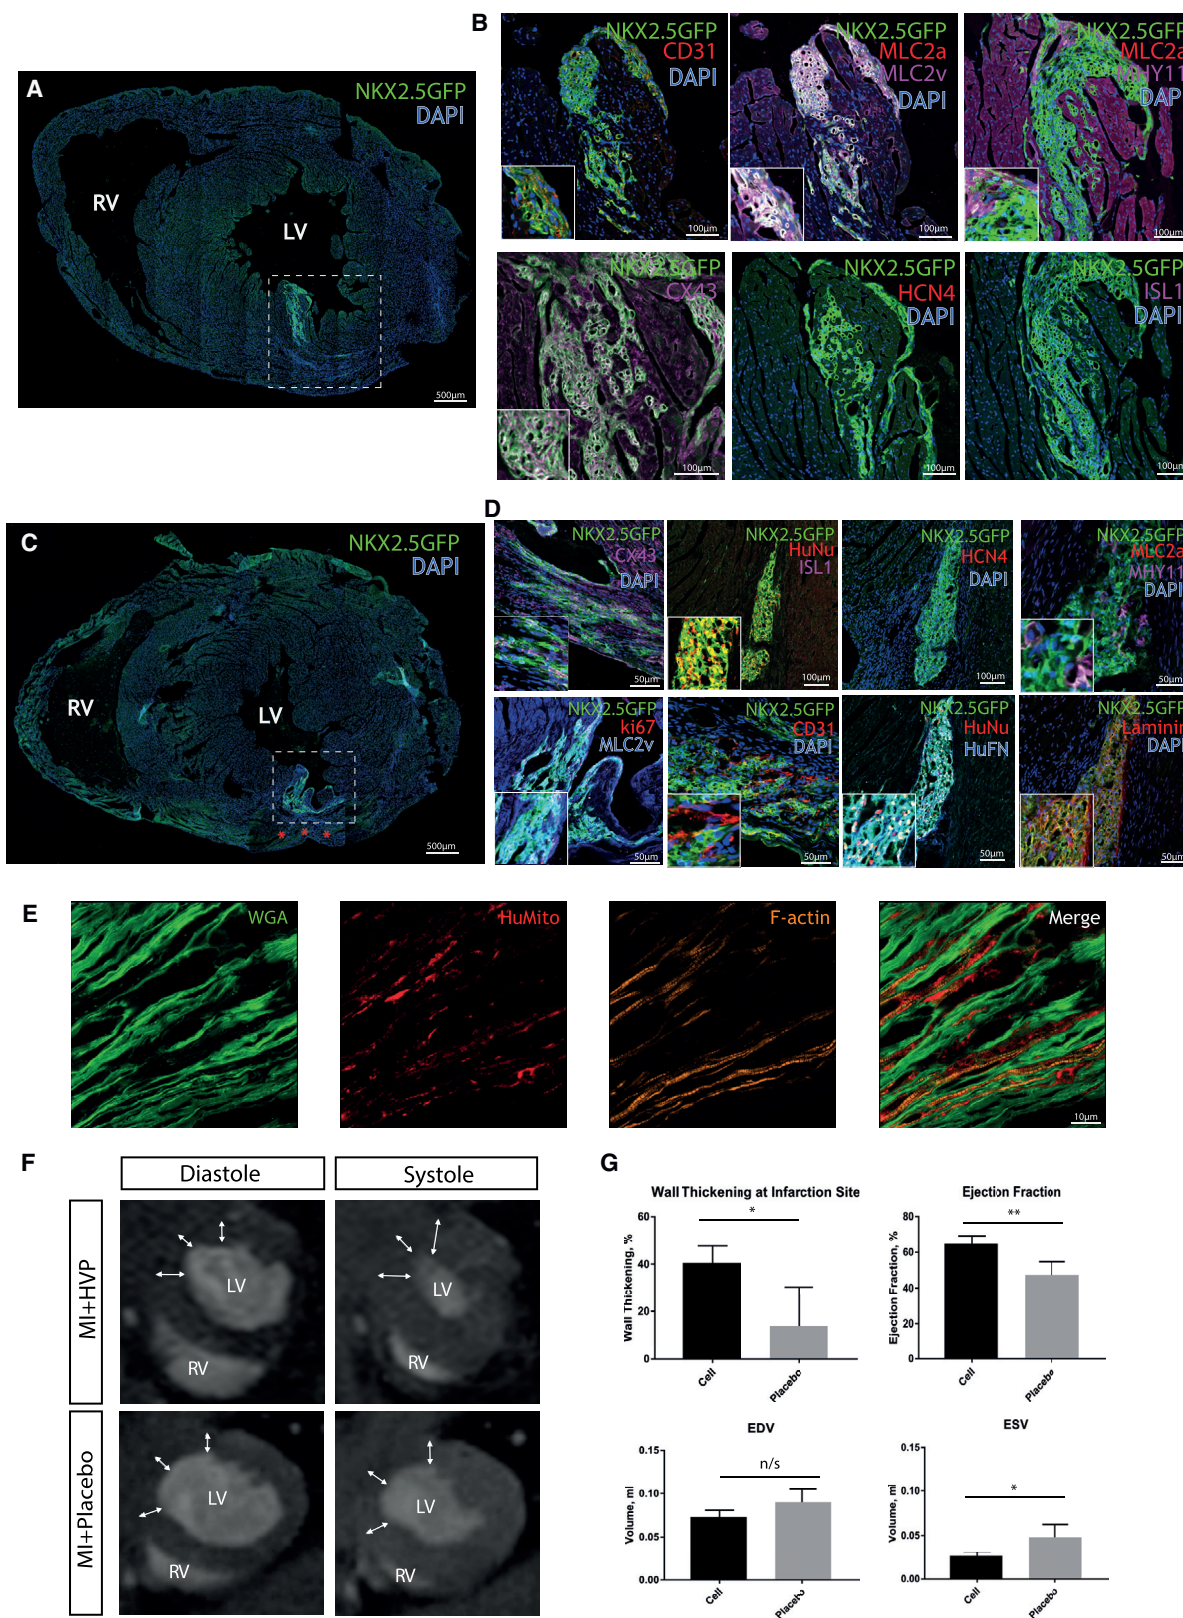 A
NKX2.5GFP
DAPI
RV
LV
500µm
B
NKX2.5GFP
CD31
DAPI
100µm
NKX2.5GFP
MLC2a
MLC2v
DAPI
100µm
NKX2.5GFP
MLC2a
MHY11
DAPI
100µm
NKX2.5GFP
CX43
100µm
NKX2.5GFP
HCN4
DAPI
100µm
NKX2.5GFP
ISL1
DAPI
100µm
C
NKX2.5GFP
DAPI
RV
LV
* * *
500µm
D
NKX2.5GFP
CX43
DAPI
50µm
NKX2.5GFP
HuNu
ISL1
100µm
NKX2.5GFP
HCN4
DAPI
100µm
NKX2.5GFP
MLC2a
MHY11
DAPI
50µm
NKX2.5GFP
ki67
MLC2v
50µm
NKX2.5GFP
CD31
DAPI
50µm
NKX2.5GFP
HuNu
HuFN
50µm
NKX2.5GFP
Laminin
DAPI
50µm
E
WGA
HuMito
F-actin
Merge
10µm
F
Diastole
Systole
MI+HVP
LV
RV
LV
RV
MI+Placebo
LV
RV
LV
RV
G
Wall Thickening at Infarction Site
Wall Thickening, %
60
40
20
0
*
Cell
Placebo
Ejection Fraction
Ejection Fraction, %
80
60
40
20
0
**
Cell
Placebo
EDV
Volume, ml
0.15
0.10
0.05
0.00
n/s
Cell
Placebo
ESV
Volume, ml
0.15
0.10
0.05
0.00
*
Cell
Placebo